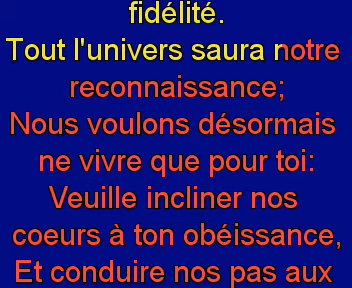 fidélité.
Tout l'univers saura notre
reconnaissance;
Nous voulons désormais
ne vivre que pour toi:
Veuille incliner nos
coeurs à ton obéissance,
Et conduire nos pas aux